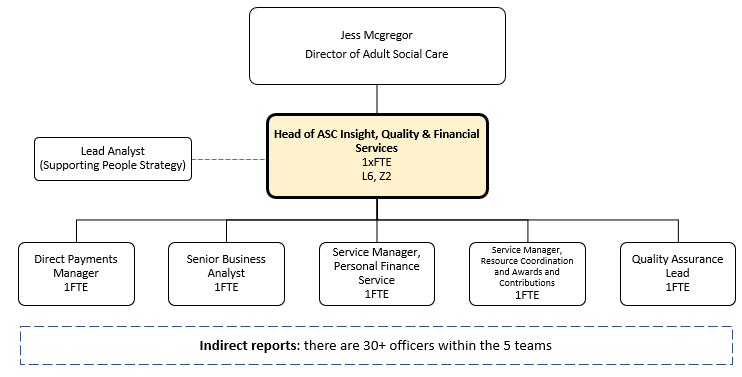 Jess Mcgregor
Director of Adult Social Care
Head of ASC Insight, Quality & Financial
Services
1xFTE
L6, Z2
Lead Analyst
(Supporting People Strategy)
Direct Payments
Manager
1FTE
Senior Business
Analyst
1FTE
Service Manager,
Personal Finance
Service
1FTE
Service Manager,
Resource Coordination
and Awards and
Contributions
1FTE
Quality Assurance
Lead
1FTE
Indirect reports: there are 30+ officers within the 5 teams